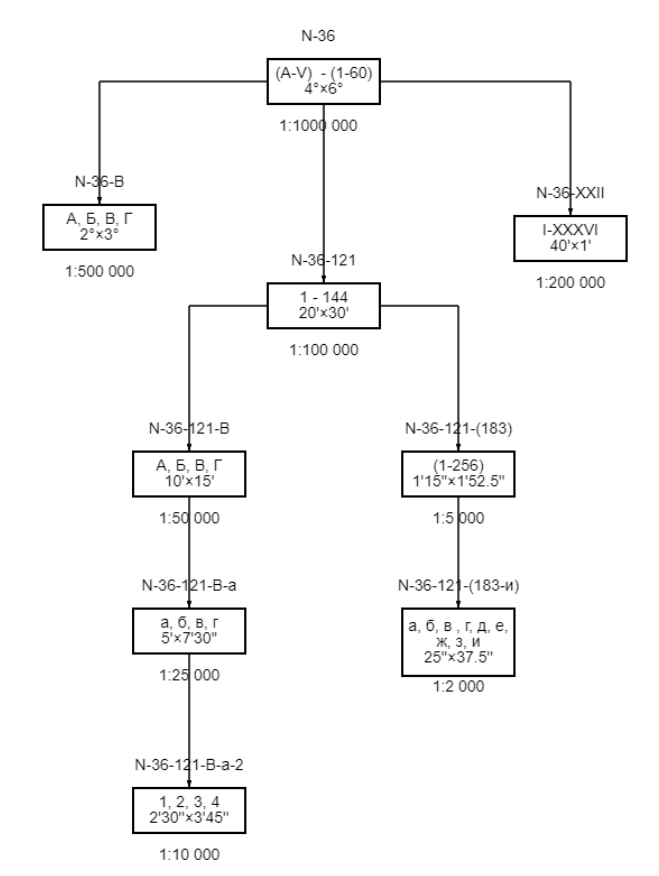 N-36
(A-V) - (1-60)
4°×6°
1:1000 000
N-36-В
А, Б, В, Г
2°×3°
1:500 000
N-36-XXII
I-XXXVI
40'×1'
1:200 000
N-36-121
1 - 144
20'×30'
1:100 000
N-36-121-В
А, Б, В, Г
10'×15'
1:50 000
N-36-121-(183)
(1-256)
1'15"×1'52.5"
1:5 000
N-36-121-В-а
а, б, в, г
5'×7'30"
1:25 000
N-36-121-(183-и)
а, б, в , г, д, е,
ж, з, и
25"×37.5"
1:2 000
N-36-121-В-а-2
1, 2, 3, 4
2'30"×3'45"
1:10 000